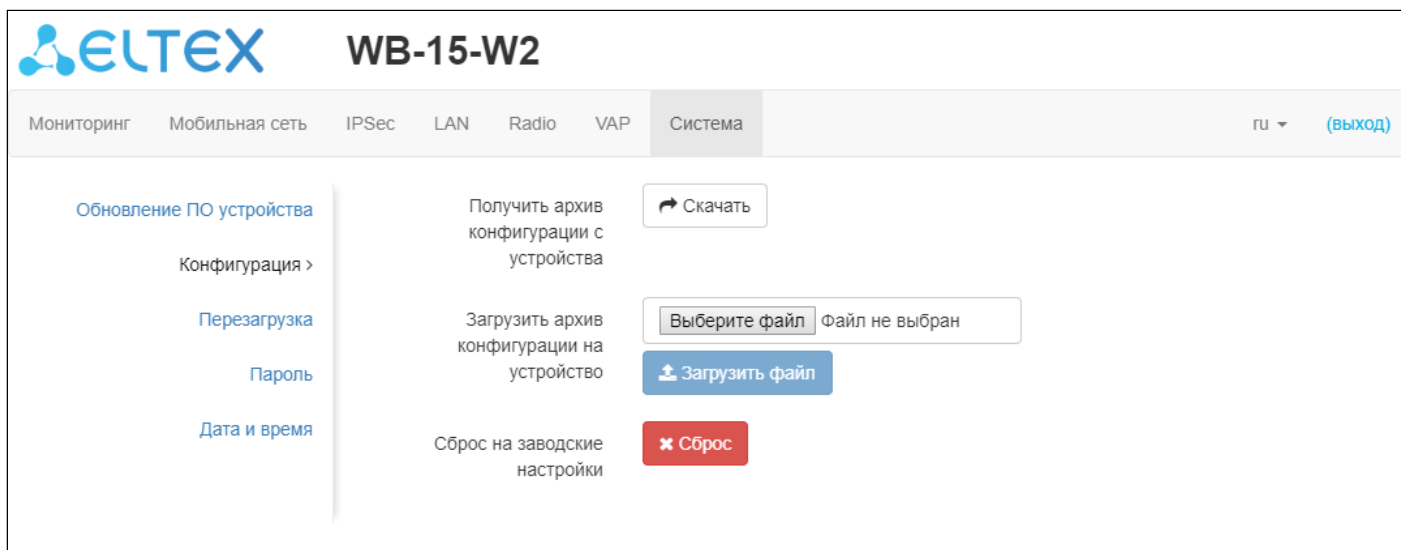 ELTEX WB-15-W2
Мониторинг Мобильная сеть IPSec LAN Radio VAP Система ru (выход)
Обновление ПО устройства
Конфигурация >
Перезагрузка
Пароль
Дата и время
Получить архив
конфигурации с
устройства
Скачать
Загрузить архив
конфигурации на
устройство
Выберите файл Файл не выбран
Загрузить файл
Сброс на заводские
настройки
Сброс